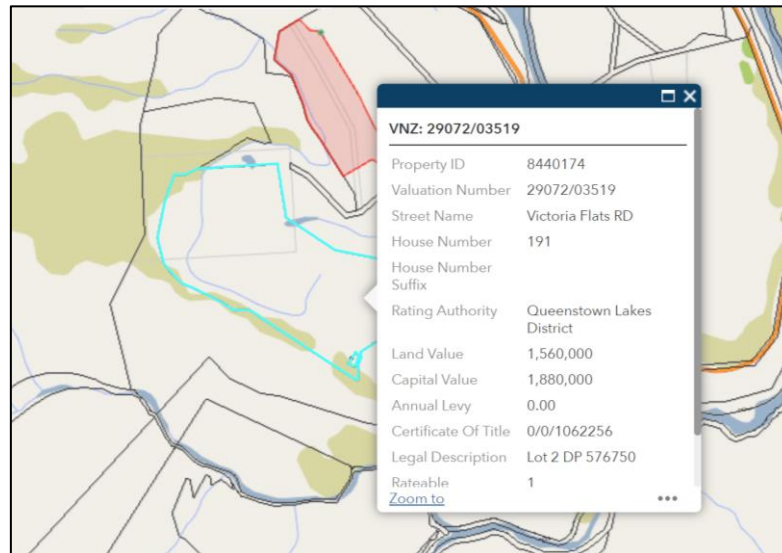 VNZ: 29072/03519
Property ID 8440174
Valuation Number 29072/03519
Street Name Victoria Flats RD
House Number 191
House Number
Suffix
Rating Authority Queenstown Lakes
District
Land Value 1,560,000
Capital Value 1,880,000
Annual Levy 0.00
Certificate Of Title 0/0/1062256
Legal Description Lot 2 DP 576750
Rateable 1
Zoom to